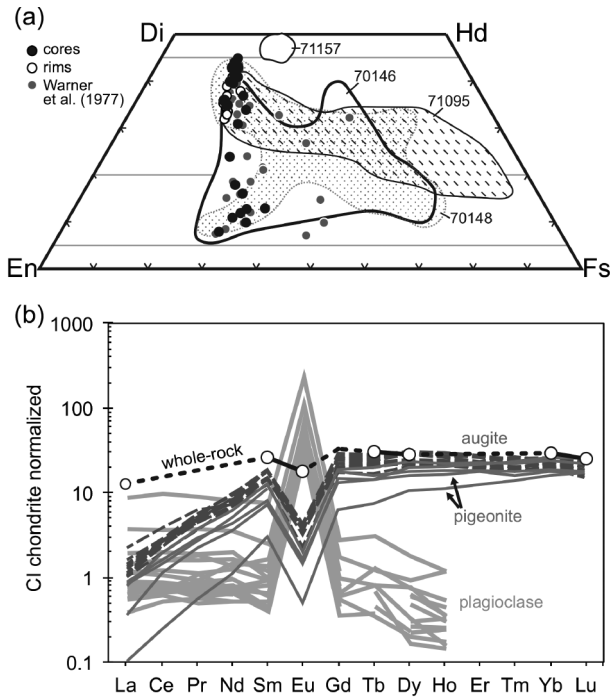 (a)
Di
Hd
cores
rims
Warner
et al. (1977)
71157
70146
71095
70148
En
Fs
(b)
1000
100
10
1
0.1
CI chondrite normalized
whole-rock
augite
pigeonite
plagioclase
La Ce Pr Nd Sm Eu Gd Tb Dy Ho Er Tm Yb Lu